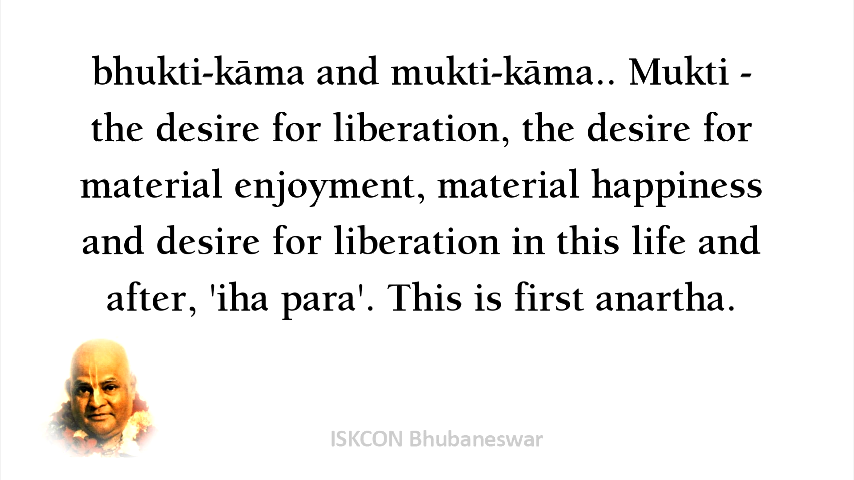 bhukti-kāma and mukti-kāma.. Mukti -
the desire for liberation, the desire for
material enjoyment, material happiness
and desire for liberation in this life and
after, 'iha para'. This is first anartha.
ISKCON Bhubaneswar